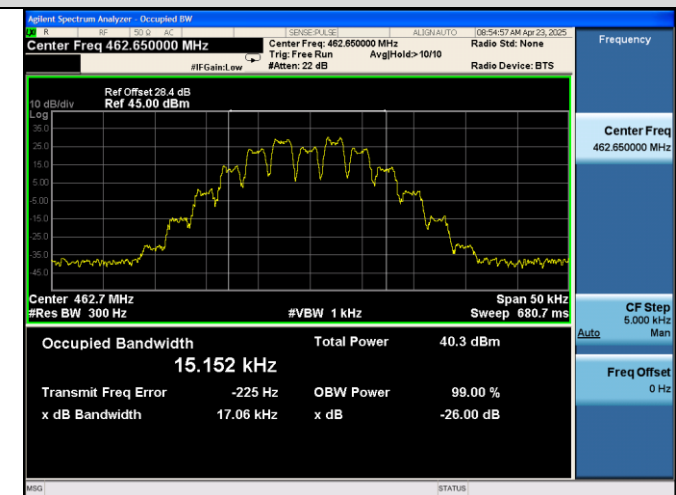 Agilent Spectrum Analyzer - Occupied BW
R RF 50 Ω AC SENSE:PULSE ALIGNAUTO 08:54:57 AM Apr 23, 2025
Center Freq 462.650000 MHz
Center Freq: 462.650000 MHz
Radio Std: None
Trig: Free Run Avg|Hold:>10/10
#IFGain:Low
#Atten: 22 dB
Radio Device: BTS
Ref Offset 28.4 dB
10 dB/div Ref 45.00 dBm
Log
35.0
25.0
15.0
5.00
-5.00
-15.0
-25.0
-35.0
-45.0
Center 462.7 MHz
Span 50 kHz
#Res BW 300 Hz
#VBW 1 kHz
Sweep 680.7 ms
Occupied Bandwidth
Total Power 40.3 dBm
15.152 kHz
Transmit Freq Error -225 Hz
OBW Power 99.00 %
x dB Bandwidth 17.06 kHz
x dB -26.00 dB
MSG
STATUS
Frequency
Center Freq
462.650000 MHz
CF Step
5.000 kHz
Auto Man
Freq Offset
0 Hz